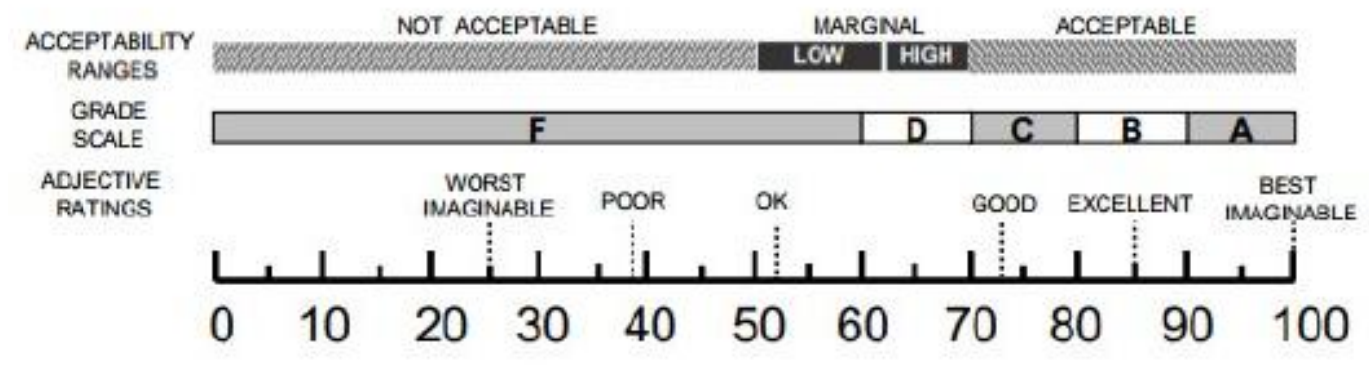 NOT ACCEPTABLE MARGINAL ACCEPTABLE
ACCEPTABILITY RANGES LOW HIGH
GRADE SCALE F D C B A
ADJECTIVE RATINGS WORST IMAGINABLE POOR OK GOOD EXCELLENT BEST IMAGINABLE
0 10 20 30 40 50 60 70 80 90 100